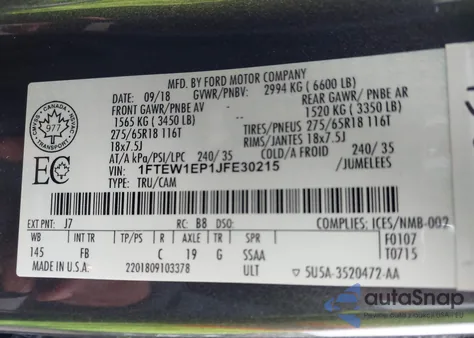 MFD. BY FORD MOTOR COMPANY
DATE: 09/18 GVWR/PNBV: 2994 KG ( 6600 LB)
FRONT GAWR/PNBE AV REAR GAWR/ PNBE AR
1565 KG ( 3450 LB) 1520 KG ( 3350 LB)
275/65R18 116T TIRES/PNEUS 275/65R18 116T
18x7.5J RIMS/JANTES 18x7.5J
AT/A kPa/PSI/LPC 240/ 35 COLD/A FROID 240/ 35
VIN: 1FTEW1EP1JFE30215 /JUMELEES
TYPE: TRU/CAM
CANADA
977
EC
EXT PNT: J7 RC: B8 DSO: COMPLIES: ICES/NMB-002
WB INT TR TP/PS R AXLE TR SPR F0107
145 FB C 19 G SSAA T0715
MADE IN U.S.A. 2201809103378 ULT 5U5A-3520472-AA
autoSnap